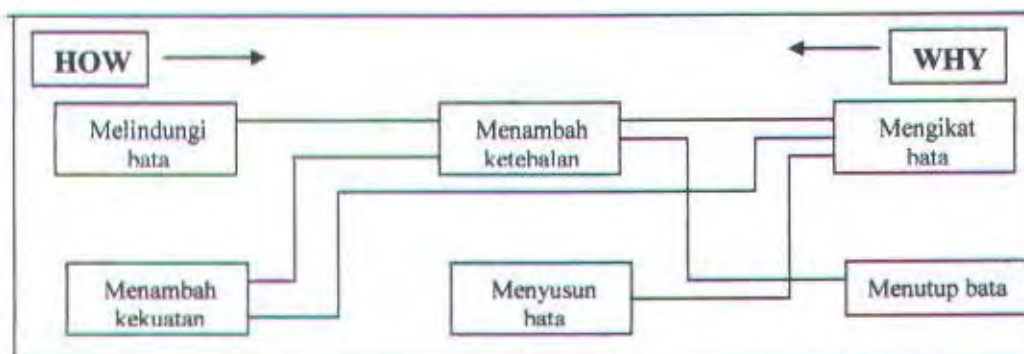 HOW
WHY
Melindungi
bata
Menambah
ketebalan
Mengikat
bata
Menambah
kekuatan
Menyusun
bata
Menutup bata